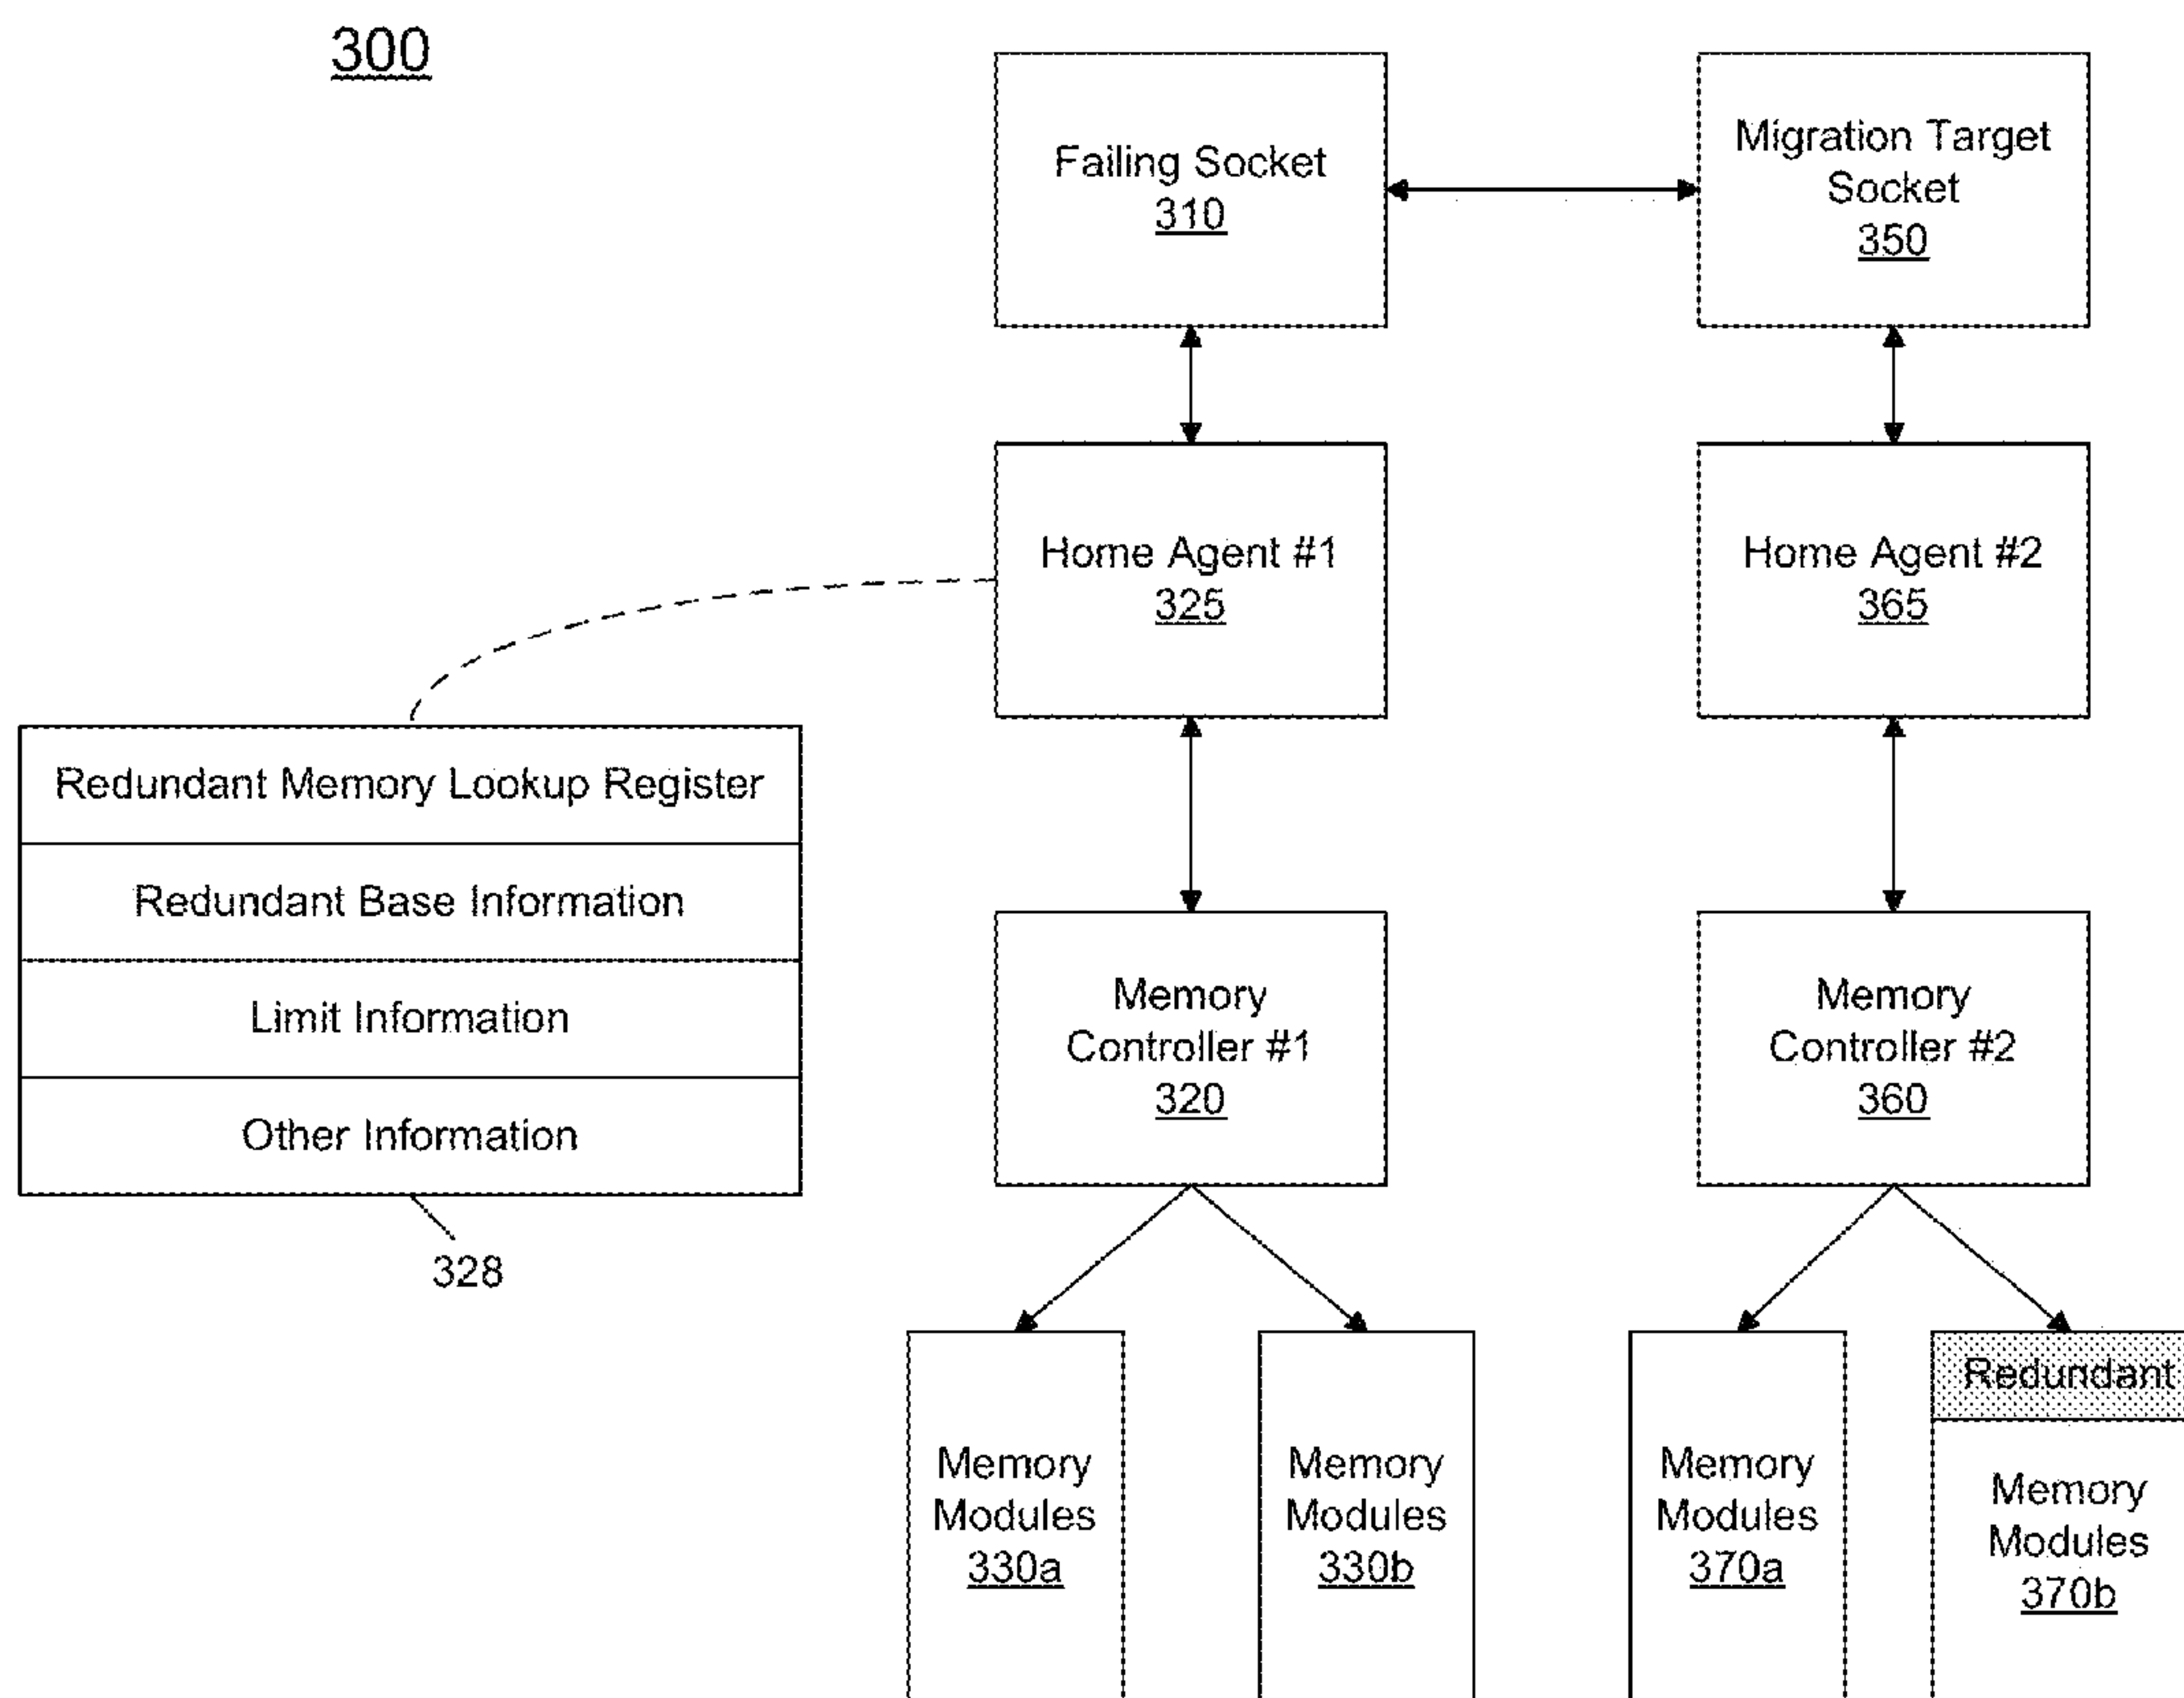 300
Failing Socket
310
Migration Target
Socket
350
Home Agent #1
325
Home Agent #2
365
Redundant Memory Lookup Register
Redundant Base Information
Limit Information
Other Information
328
Memory
Controller #1
320
Memory
Controller #2
360
Memory
Modules
330a
Memory
Modules
330b
Memory
Modules
370a
Redundant
Memory
Modules
370b